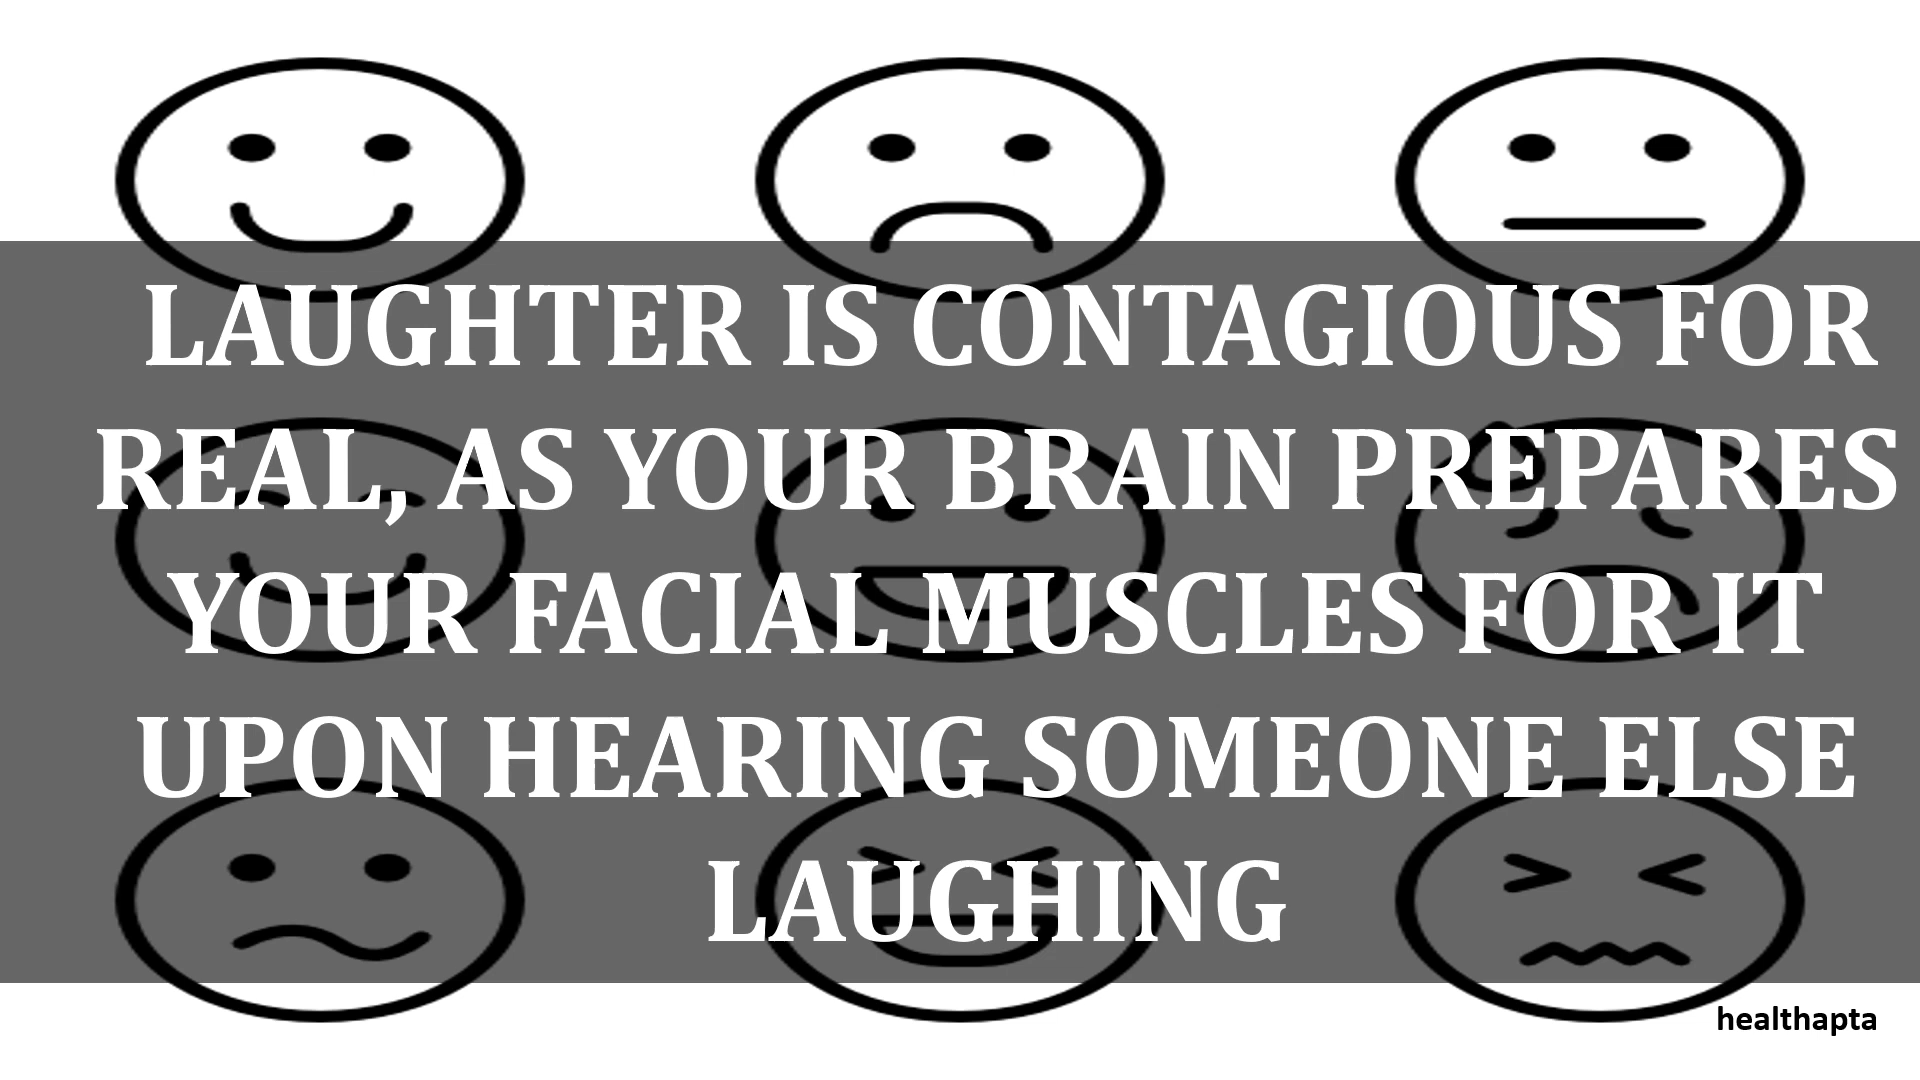 LAUGHTER IS CONTAGIOUS FOR
REAL, AS YOUR BRAIN PREPARES
YOUR FACIAL MUSCLES FOR IT
UPON HEARING SOMEONE ELSE
LAUGHING
healthapta